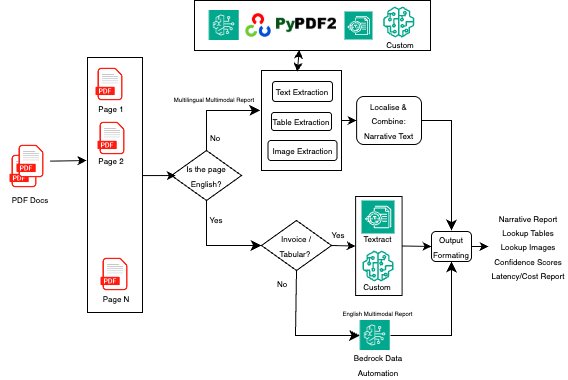 PyPDF2
Custom
Multilingual Multimodal Report
Text Extraction
Table Extraction
Image Extraction
Localise &
Combine:
Narrative Text
PDF
Page 1
PDF
Page 2
PDF
PDF
PDF Docs
PDF
Page N
No
Is the page
English?
Yes
Invoice /
Tabular?
Yes
No
Textract
Custom
English Multimodal Report
Bedrock Data
Automation
Output
Formating
Narrative Report
Lookup Tables
Lookup Images
Confidence Scores
Latency/Cost Report